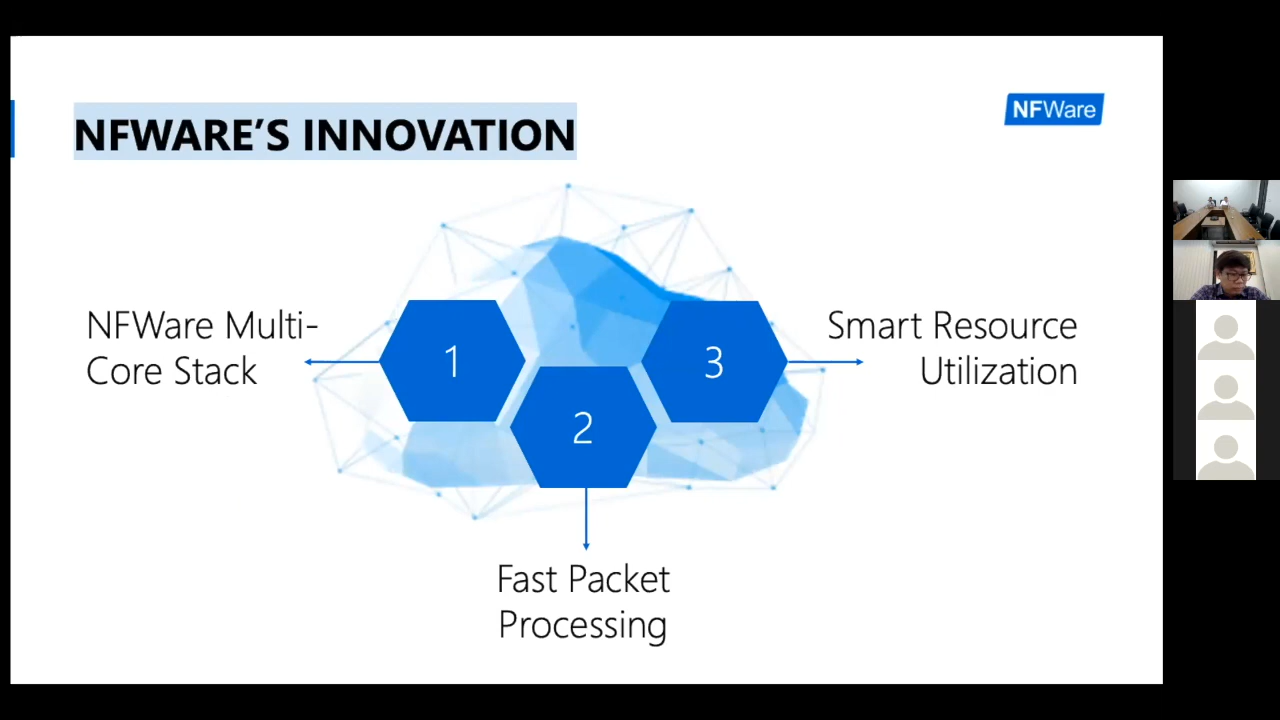 NFWARE'S INNOVATION
NFWare
NFWare Multi-
Core Stack
1
2
3
Smart Resource
Utilization
Fast Packet
Processing